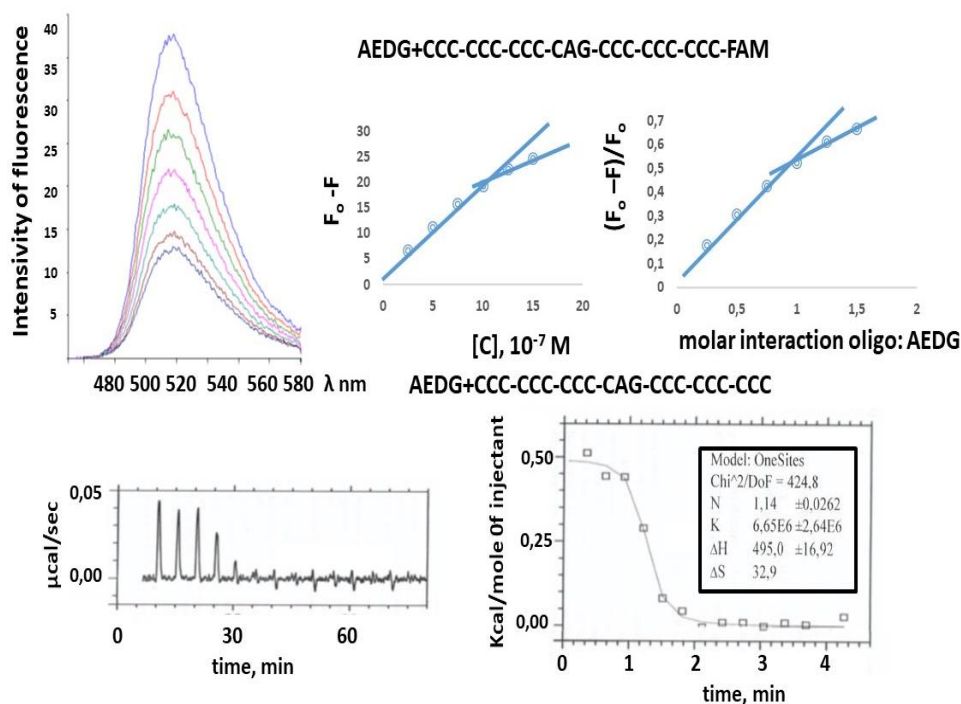 AEDG+CCC-CCC-CCC-CAG-CCC-CCC-CCC-FAM
Intensivity of fluorescence
40
35
30
25
20
15
10
5
480 500 520 540 560 580 λ nm
Fₒ -F
30
25
20
15
10
5
0
0 5 10 15 20
[C], 10⁻⁷ M
(Fₒ –F)/Fₒ
0,7
0,6
0,5
0,4
0,3
0,2
0,1
0
0 0,5 1 1,5 2
molar interaction oligo: AEDG
AEDG+CCC-CCC-CCC-CAG-CCC-CCC-CCC
µcal/sec
0,05
0,00
0 30 60
time, min
Kcal/mole 0f injectant
0,50
0,25
0,00
Model: OneSites
Chi^2/DoF = 424,8
N 1,14 ±0,0262
K 6,65E6 ±2,64E6
ΔH 495,0 ±16,92
ΔS 32,9
0 1 2 3 4
time, min